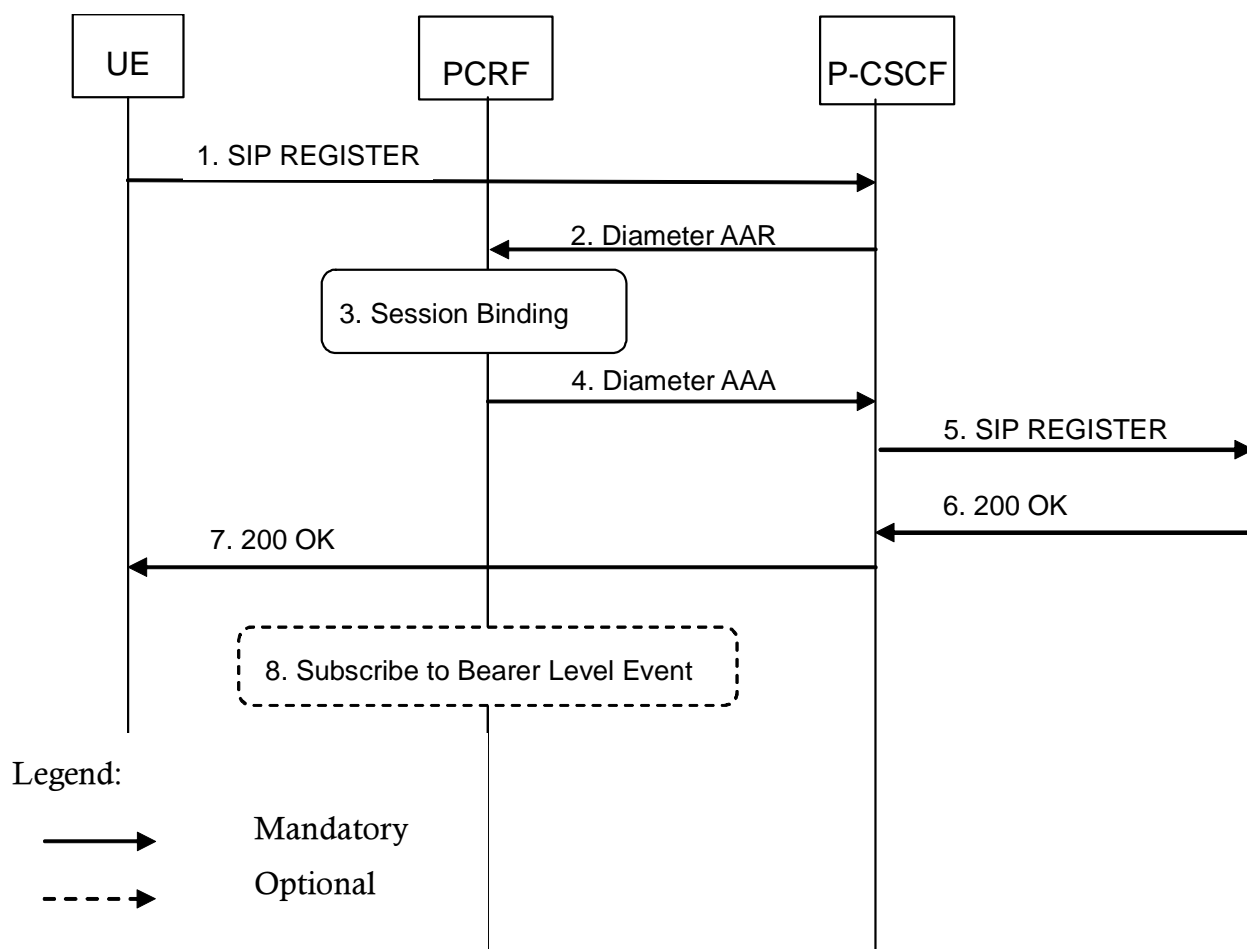 UE
PCRF
P-CSCF
1. SIP REGISTER
2. Diameter AAR
3. Session Binding
4. Diameter AAA
5. SIP REGISTER
6. 200 OK
7. 200 OK
8. Subscribe to Bearer Level Event
Legend:
Mandatory
Optional